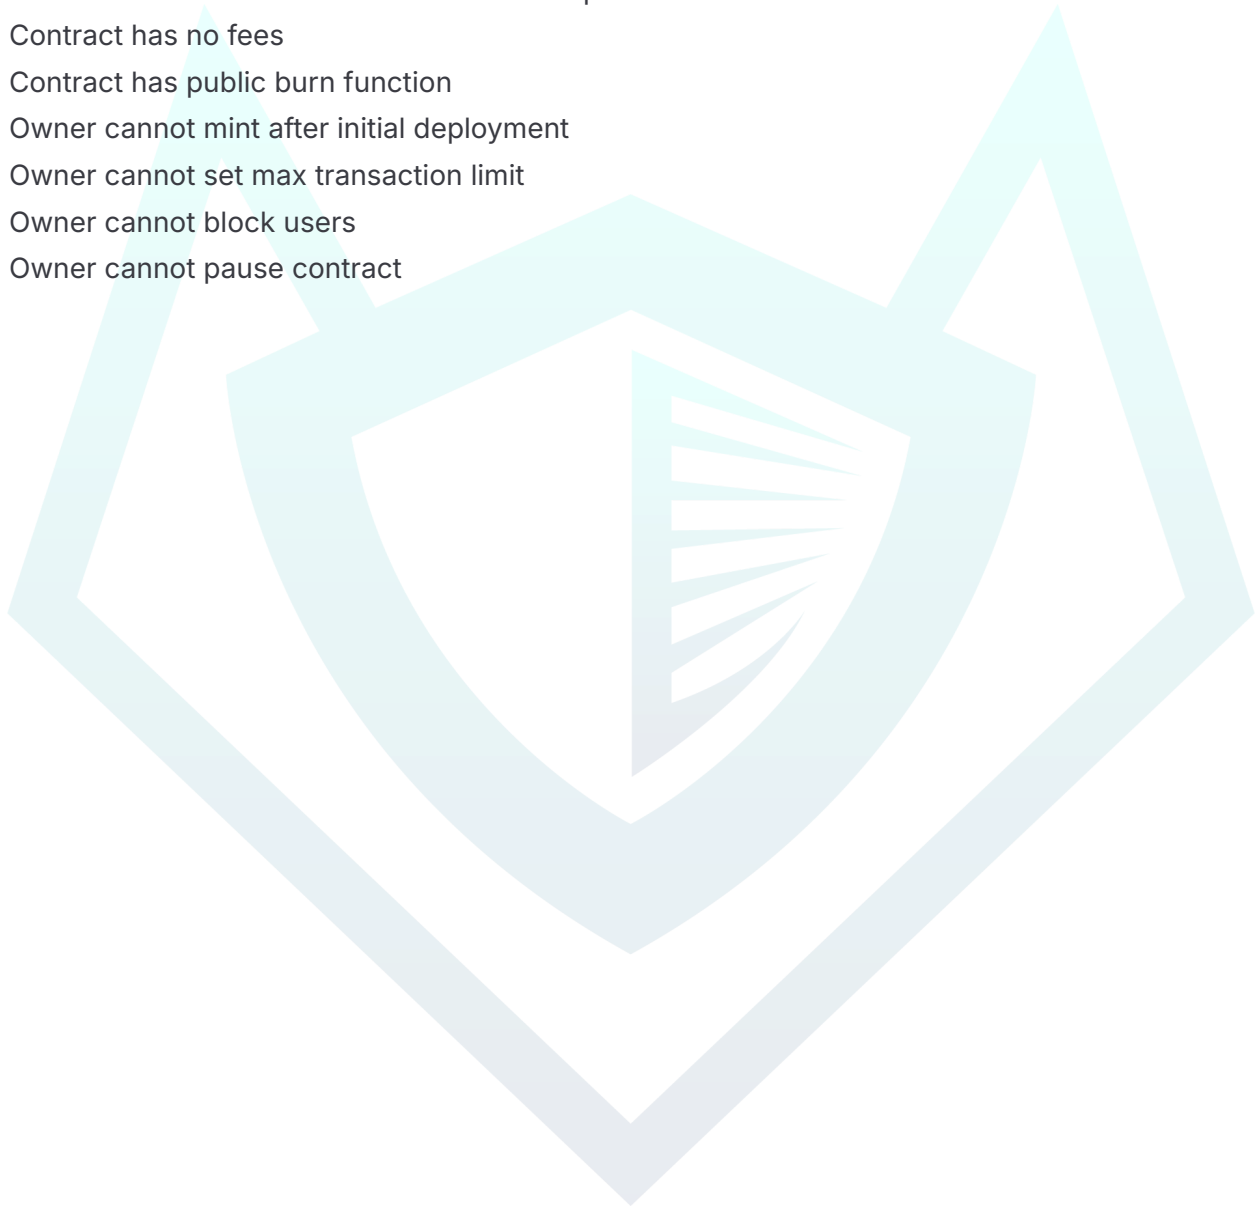 Contract has no fees
Contract has public burn function
Owner cannot mint after initial deployment
Owner cannot set max transaction limit
Owner cannot block users
Owner cannot pause contract